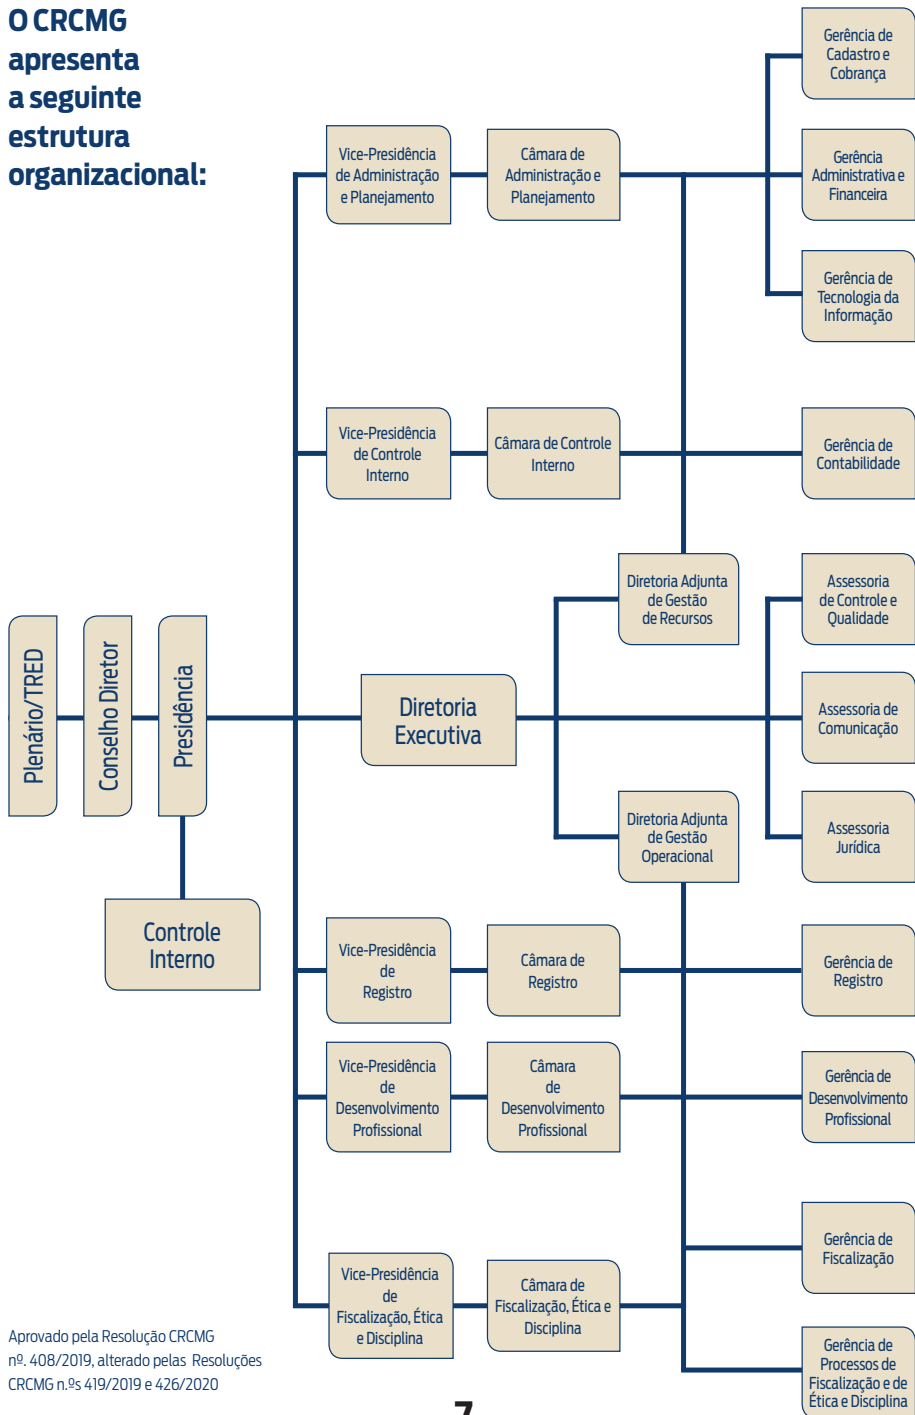 O CRCMG
apresenta
a seguinte
estrutura
organizacional:
Gerência de
Cadastro e
Cobrança
Vice-Presidência
de Administração
e Planejamento
Câmara de
Administração e
Planejamento
Gerência
Administrativa e
Financeira
Gerência de
Tecnologia da
Informação
Vice-Presidência
de Controle
Interno
Câmara de Controle
Interno
Gerência de
Contabilidade
Diretoria Adjunta
de Gestão
de Recursos
Assessoria
de Controle e
Qualidade
Plenário/TRED
Conselho Diretor
Presidência
Diretoria
Executiva
Assessoria de
Comunicação
Diretoria Adjunta
de Gestão
Operacional
Assessoria
Jurídica
Controle
Interno
Vice-Presidência
de
Registro
Câmara de
Registro
Gerência de
Registro
Vice-Presidência
de
Desenvolvimento
Profissional
Câmara
de
Desenvolvimento
Profissional
Gerência de
Desenvolvimento
Profissional
Gerência de
Fiscalização
Vice-Presidência
de
Fiscalização, Ética
e Disciplina
Câmara de
Fiscalização, Ética e
Disciplina
Gerência de
Processos de
Fiscalização e de
Ética e Disciplina
Aprovado pela Resolução CRCMG
nº. 408/2019, alterado pelas Resoluções
CRCMG n.ºs 419/2019 e 426/2020
7